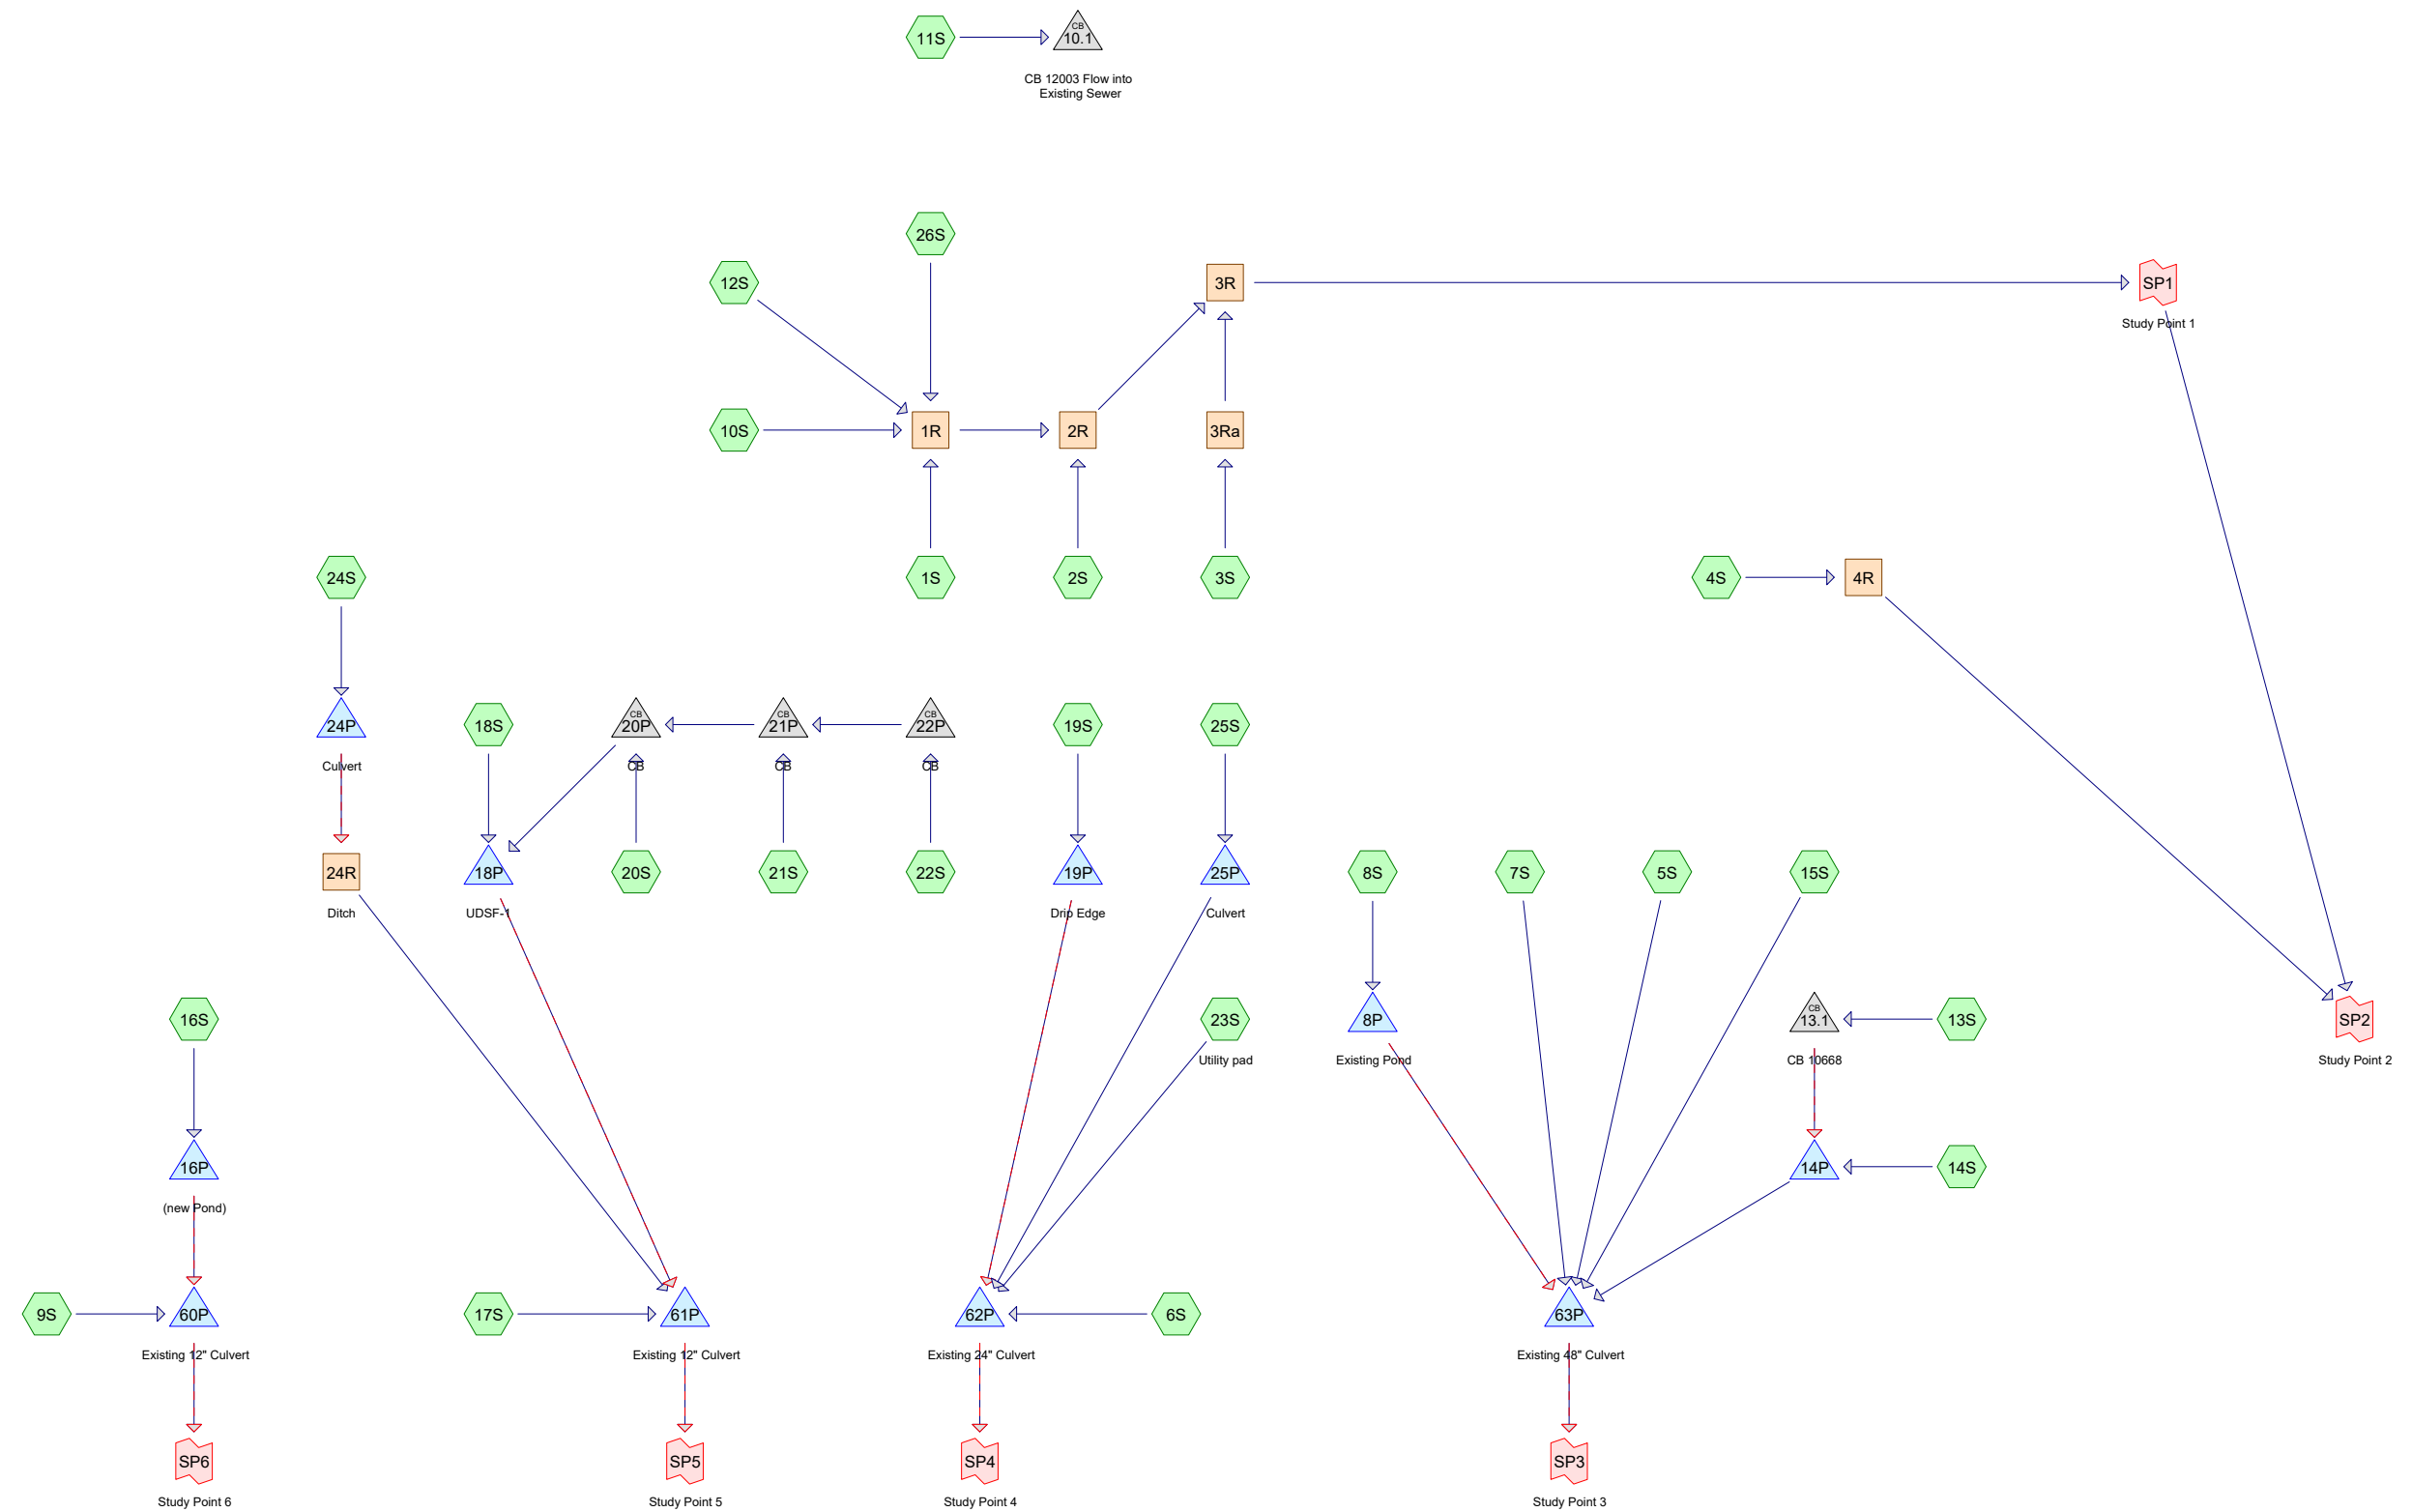 11S
CB
10.1
CB 12003 Flow into
Existing Sewer
26S
12S
3R
SP1
Study Point 1
10S
1R
2R
3Ra
24S
1S
2S
3S
4S
4R
24P
Culvert
18S
CB
20P
CB
CB
21P
CB
CB
22P
CB
19S
25S
24R
Ditch
18P
UDSF-1
20S
21S
22S
19P
Drip Edge
25P
Culvert
8S
7S
5S
15S
16S
23S
Utility pad
8P
Existing Pond
CB
13.1
CB 10668
13S
SP2
Study Point 2
16P
(new Pond)
14P
14S
9S
60P
Existing 12" Culvert
17S
61P
Existing 12" Culvert
62P
Existing 24" Culvert
6S
63P
Existing 48" Culvert
SP6
Study Point 6
SP5
Study Point 5
SP4
Study Point 4
SP3
Study Point 3